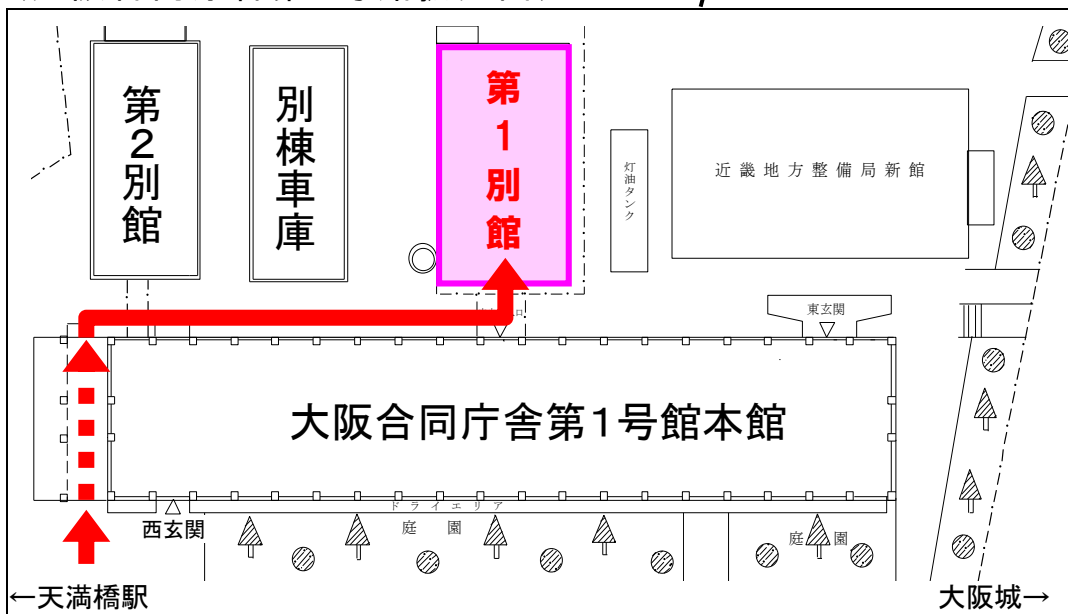 第2別館
別棟車庫
第1別館
灯油タンク
近畿地方整備局新館
東玄関
大阪合同庁舎第1号館本館
ドライエリア
西玄関
庭園
庭園
←天満橋駅
大阪城→